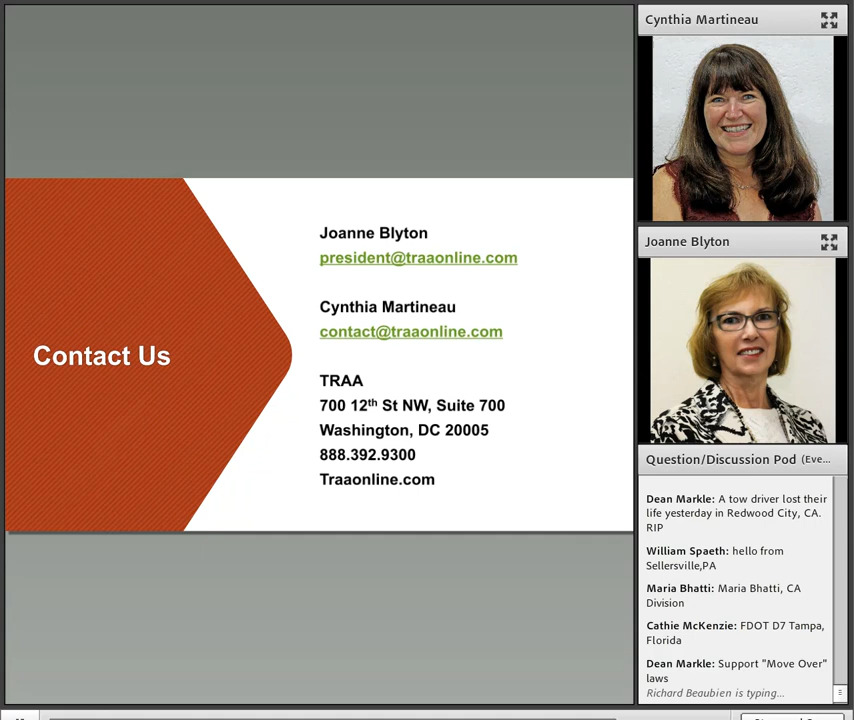 Contact Us
Joanne Blyton
president@traaonline.com
Cynthia Martineau
contact@traaonline.com
TRAA
700 12th St NW, Suite 700
Washington, DC 20005
888.392.9300
Traaonline.com
Cynthia Martineau
Joanne Blyton
Question/Discussion Pod (Eve...
Dean Markle: A tow driver lost their
life yesterday in Redwood City, CA.
RIP
William Spaeth: hello from
Sellersville,PA
Maria Bhatti: Maria Bhatti, CA
Division
Cathie McKenzie: FDOT D7 Tampa,
Florida
Dean Markle: Support "Move Over"
laws
Richard Beaubien is typing...